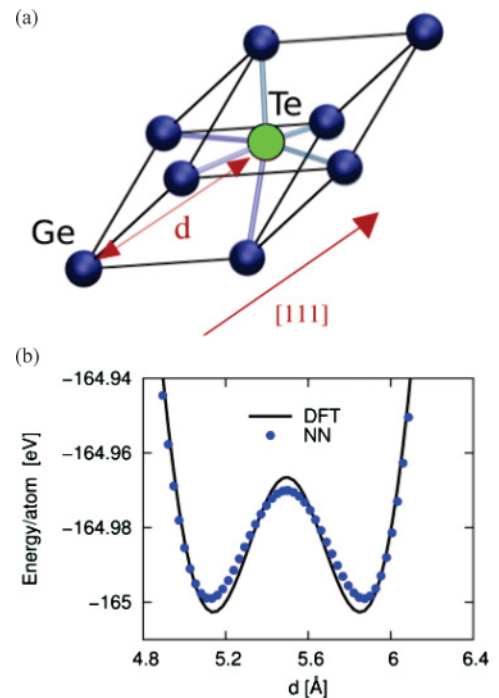 (a)
Te
Ge
d
[111]
(b)
-164.94
-164.96
-164.98
-165
Energy/atom [eV]
DFT
NN
4.8 5.2 5.6 6 6.4
d [Å]